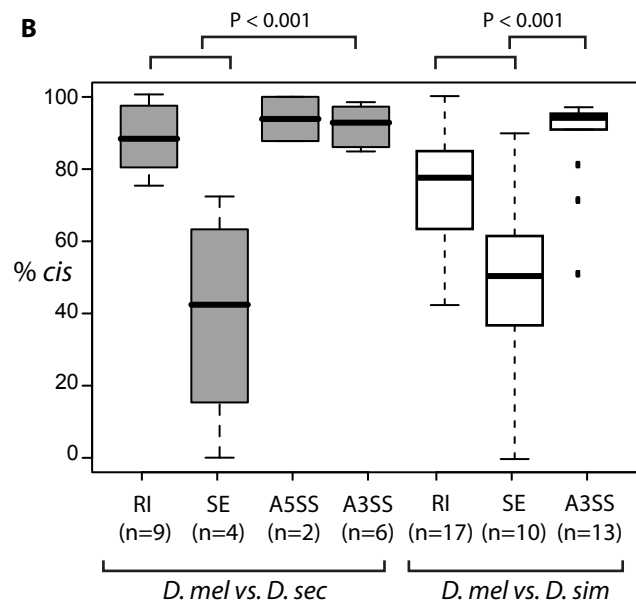 B
P < 0.001
P < 0.001
100
80
60
% cis
40
20
0
RI SE A5SS A3SS RI SE A3SS
(n=9) (n=4) (n=2) (n=6) (n=17) (n=10) (n=13)
D. mel vs. D. sec D. mel vs. D. sim